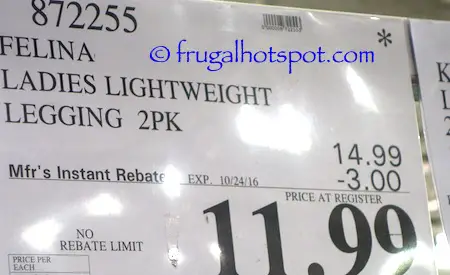 872255
*
© frugalhotspot.com
FELINA
LADIES LIGHTWEIGHT
LEGGING 2PK
14.99
Mfr's Instant Rebate EXP. 10/24/16 -3.00
PRICE AT REGISTER
11.99
NO
REBATE LIMIT
PRICE PER
EACH
K
L
2